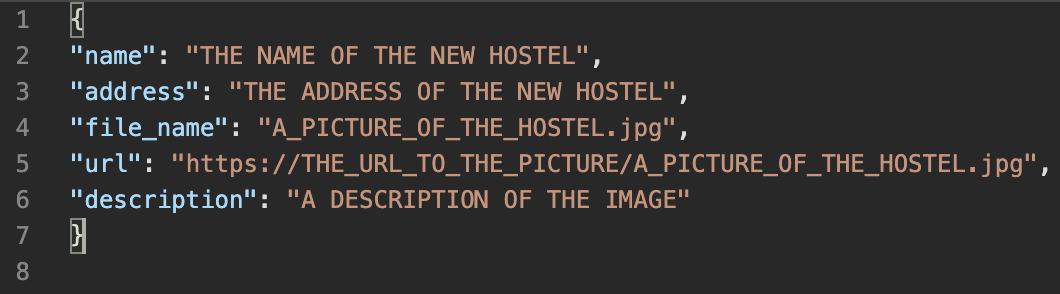 1 {
2 "name": "THE NAME OF THE NEW HOSTEL",
3 "address": "THE ADDRESS OF THE NEW HOSTEL",
4 "file_name": "A_PICTURE_OF_THE_HOSTEL.jpg",
5 "url": "https://THE_URL_TO_THE_PICTURE/A_PICTURE_OF_THE_HOSTEL.jpg",
6 "description": "A DESCRIPTION OF THE IMAGE"
7 }
8